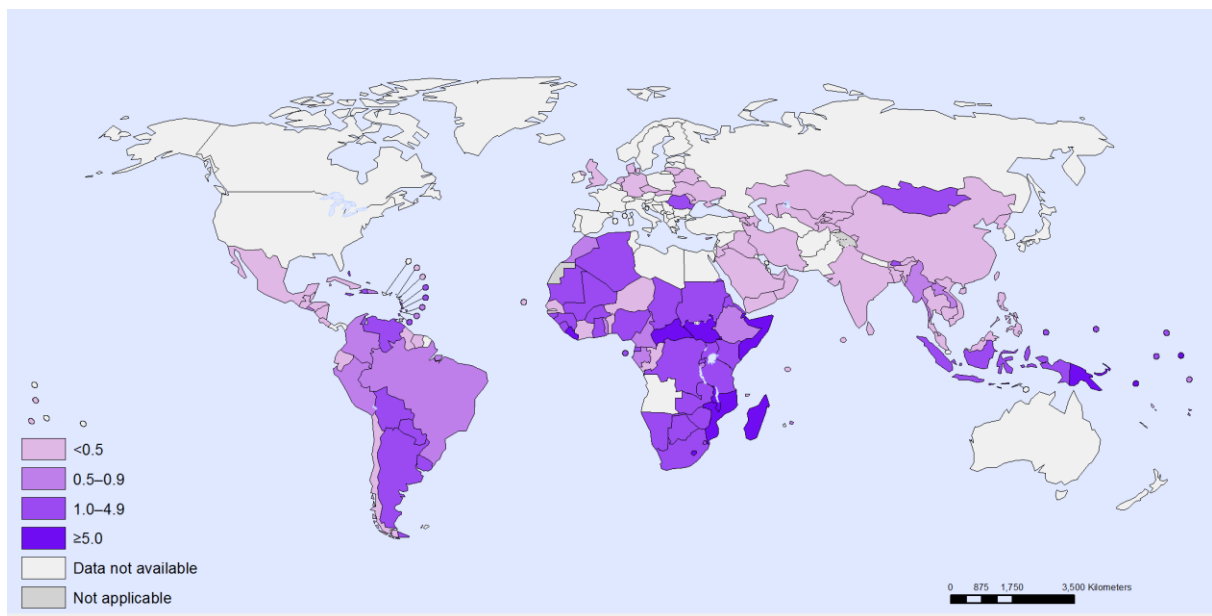 <0.5
0.5–0.9
1.0–4.9
≥5.0
Data not available
Not applicable
0 875 1,750 3,500 Kilometers